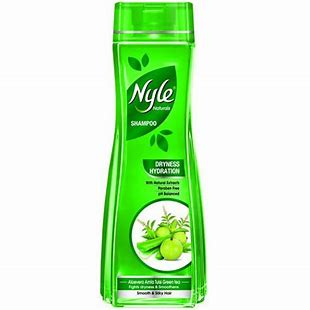 Nyle
Naturals
SHAMPOO
DRYNESS
HYDRATION
With Natural Extracts
Paraben Free
pH Balanced
Aloevera Amla Tulsi Green tea
Fights dryness & Smoothens
Smooth & Silky Hair